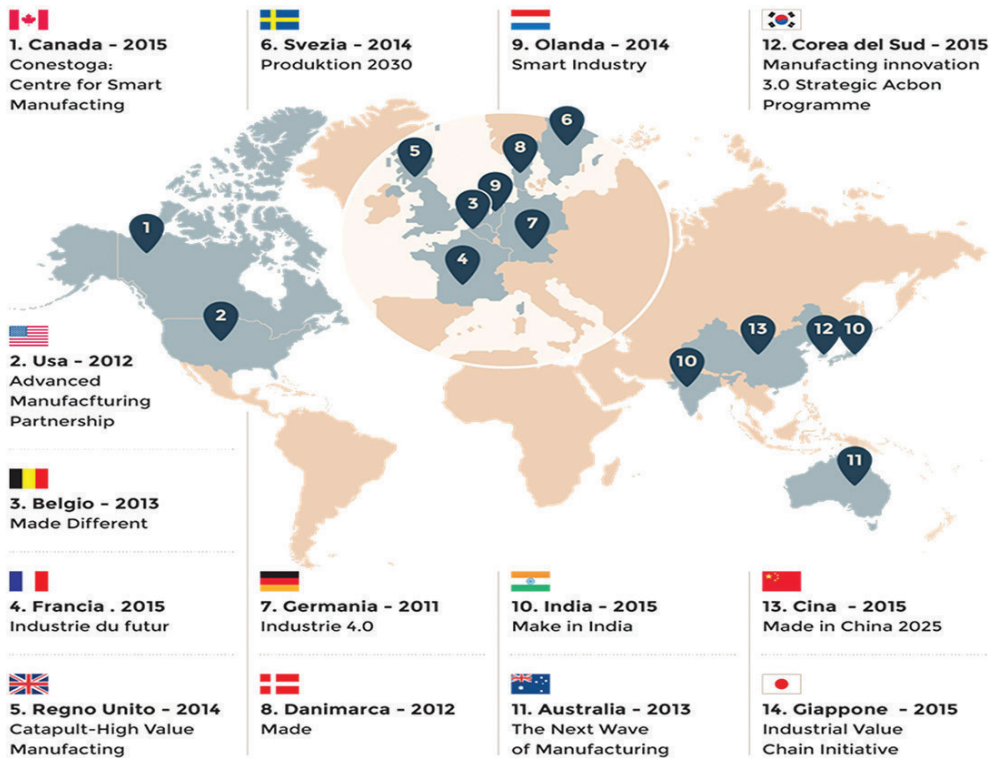 1. Canada - 2015
Conestoga:
Centre for Smart
Manufacting
6. Svezia - 2014
Produktion 2030
9. Olanda - 2014
Smart Industry
12. Corea del Sud - 2015
Manufacting innovation
3.0 Strategic Acbon
Programme
6
5
8
9
3
1
7
4
2
13
12
10
10
11
2. Usa - 2012
Advanced
Manufacfturing
Partnership
3. Belgio - 2013
Made Different
4. Francia . 2015
Industrie du futur
7. Germania - 2011
Industrie 4.0
10. India - 2015
Make in India
13. Cina - 2015
Made in China 2025
5. Regno Unito - 2014
Catapult-High Value
Manufacting
8. Danimarca - 2012
Made
11. Australia - 2013
The Next Wave
of Manufacturing
14. Giappone - 2015
Industrial Value
Chain Initiative